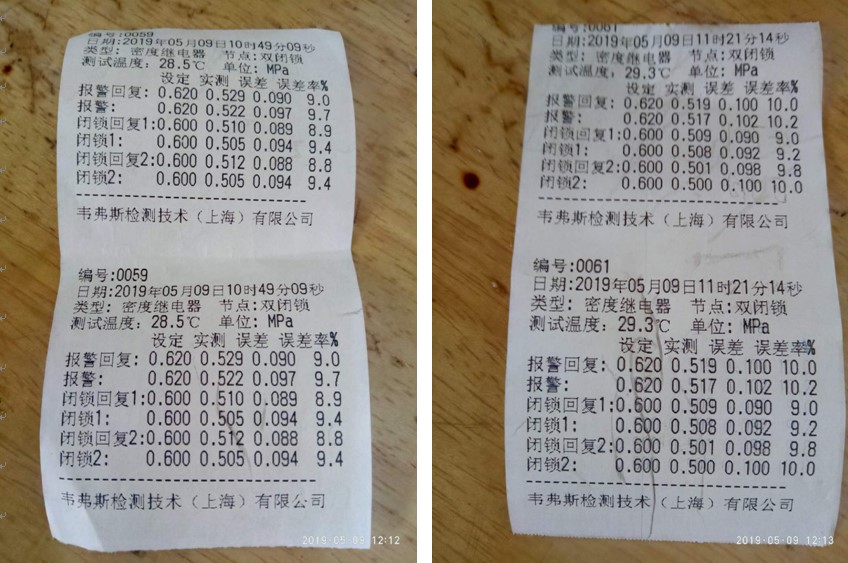 编号:0059
日期:2019年05月09日10时49分09秒
类型: 密度继电器 节点:双闭锁
测试温度: 28.5℃ 单位: MPa
设定 实测 误差 误差率%
报警回复: 0.620 0.529 0.090 9.0
报警: 0.620 0.522 0.097 9.7
闭锁回复1:0.600 0.510 0.089 8.9
闭锁1: 0.600 0.505 0.094 9.4
闭锁回复2:0.600 0.512 0.088 8.8
闭锁2: 0.600 0.505 0.094 9.4
韦弗斯检测技术（上海）有限公司
编号:0059
日期:2019年05月09日10时49分09秒
类型: 密度继电器 节点:双闭锁
测试温度: 28.5℃ 单位: MPa
设定 实测 误差 误差率%
报警回复: 0.620 0.529 0.090 9.0
报警: 0.620 0.522 0.097 9.7
闭锁回复1:0.600 0.510 0.089 8.9
闭锁1: 0.600 0.505 0.094 9.4
闭锁回复2:0.600 0.512 0.088 8.8
闭锁2: 0.600 0.505 0.094 9.4
韦弗斯检测技术（上海）有限公司
2019-05-09 12:12
编号:0061
日期:2019年05月09日11时21分14秒
类型: 密度继电器 节点:双闭锁
测试温度: 29.3℃ 单位: MPa
设定 实测 误差 误差率%
报警回复: 0.620 0.519 0.100 10.0
报警: 0.620 0.517 0.102 10.2
闭锁回复1:0.600 0.509 0.090 9.0
闭锁1: 0.600 0.508 0.092 9.2
闭锁回复2:0.600 0.501 0.098 9.8
闭锁2: 0.600 0.500 0.100 10.0
韦弗斯检测技术（上海）有限公司
编号:0061
日期:2019年05月09日11时21分14秒
类型: 密度继电器 节点:双闭锁
测试温度: 29.3℃ 单位: MPa
设定 实测 误差 误差率%
报警回复: 0.620 0.519 0.100 10.0
报警: 0.620 0.517 0.102 10.2
闭锁回复1:0.600 0.509 0.090 9.0
闭锁1: 0.600 0.508 0.092 9.2
闭锁回复2:0.600 0.501 0.098 9.8
闭锁2: 0.600 0.500 0.100 10.0
韦弗斯检测技术（上海）有限公司
2019-05-09 12:13